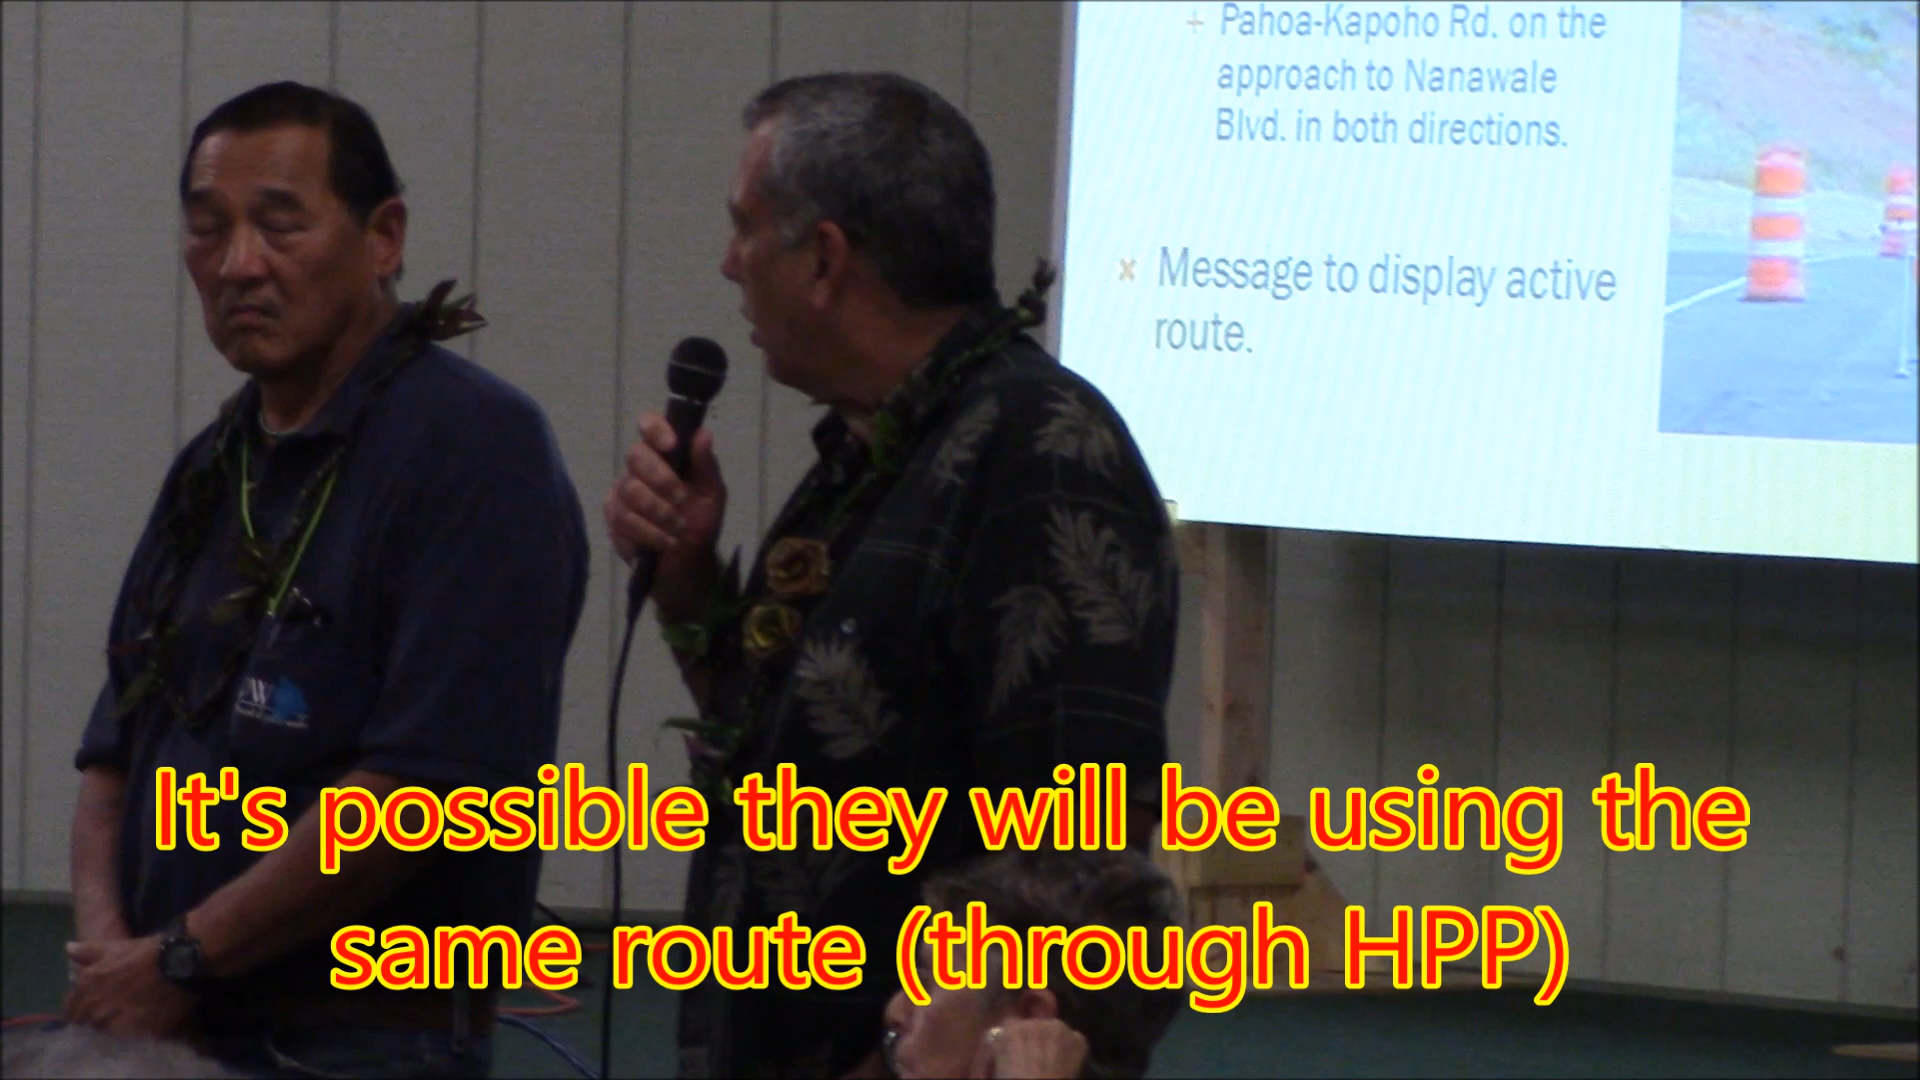 + Pahoa-Kapoho Rd. on the
approach to Nanawale
Blvd. in both directions.
× Message to display active
route.
It's possible they will be using the
same route (through HPP)